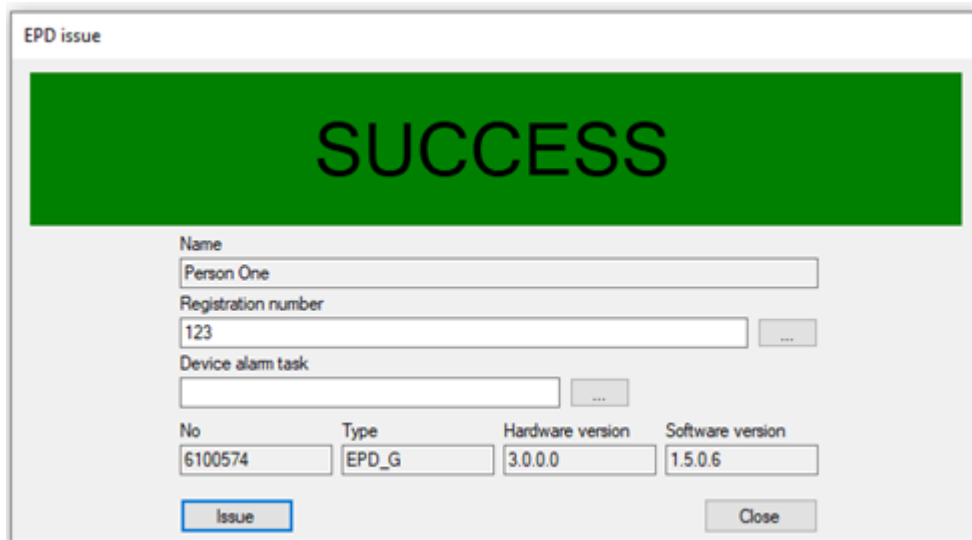 EPD issue
SUCCESS
Name
Person One
Registration number
123
...
Device alarm task
...
No Type Hardware version Software version
6100574 EPD_G 3.0.0.0 1.5.0.6
Issue Close